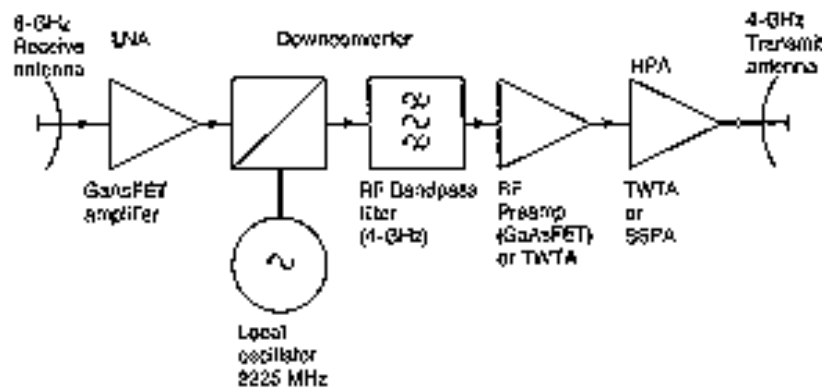 6-GHz
Receive
antenna
LNA
Downconverter
4-GHz
Transmit
antenna
HPA
GaAsFET
amplifier
RF Bandpass
filter
(4-GHz)
RF
Preamp
(GaAsFET)
or TWTA
TWTA
or
SSPA
Local
oscillator
2225 MHz